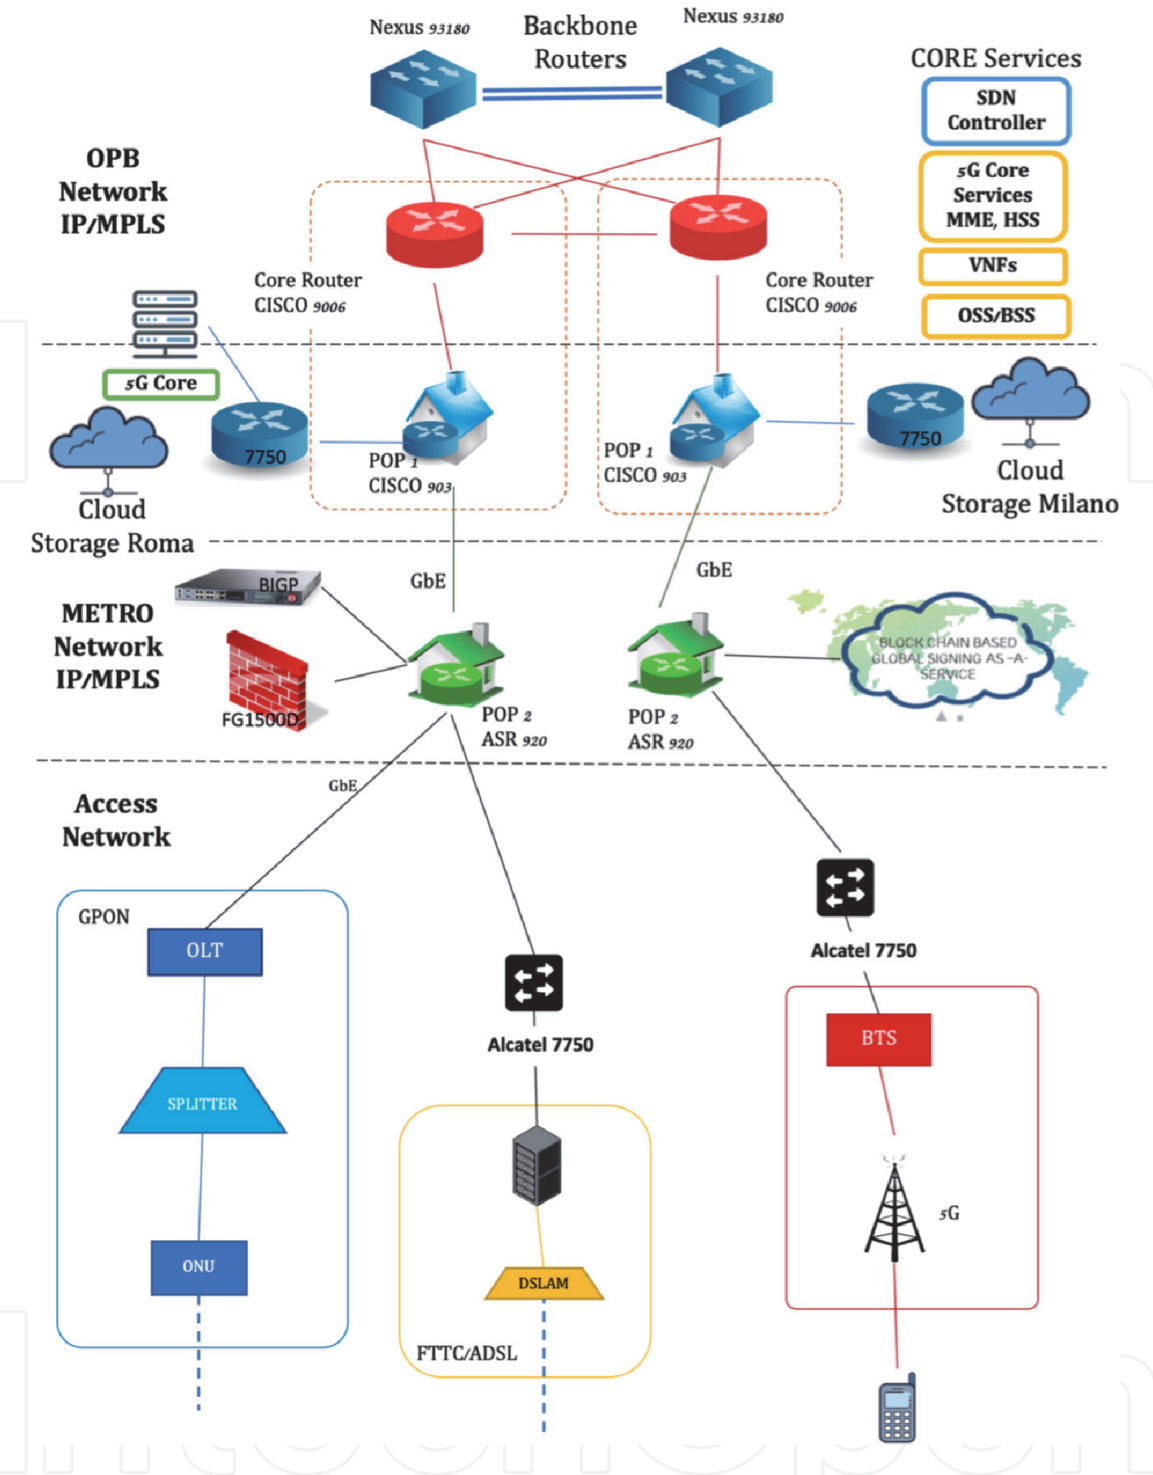 Nexus 93180
Backbone
Routers
Nexus 93180
CORE Services
SDN
Controller
5G Core
Services
MME, HSS
VNFs
OSS/BSS
OPB
Network
IP/MPLS
Core Router
CISCO 9006
Core Router
CISCO 9006
5G Core
7750
POP 1
CISCO 903
POP 1
CISCO 903
7750
Cloud
Storage Roma
Cloud
Storage Milano
METRO
Network
IP/MPLS
BIGP
FG1500D
GbE
GbE
POP 2
ASR 920
POP 2
ASR 920
BLOCK CHAIN BASED
GLOBAL SIGNING AS -A-
SERVICE
Access
Network
GbE
GPON
OLT
SPLITTER
ONU
Alcatel 7750
DSLAM
FTTC/ADSL
Alcatel 7750
BTS
5G
intechopen